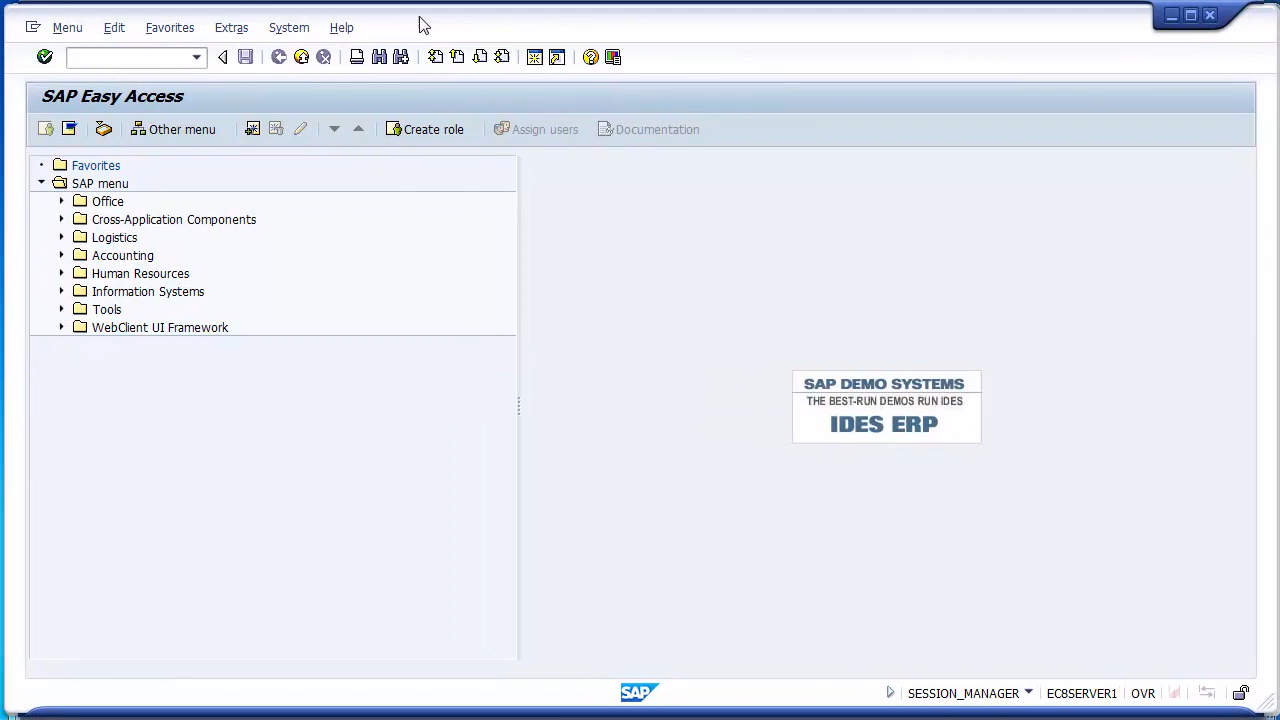 Menu Edit Favorites Extras System Help
SAP Easy Access
Other menu Create role Assign users Documentation
Favorites
SAP menu
Office
Cross-Application Components
Logistics
Accounting
Human Resources
Information Systems
Tools
WebClient UI Framework
SAP DEMO SYSTEMS
THE BEST-RUN DEMOS RUN IDES
IDES ERP
SAP SESSION_MANAGER OVR